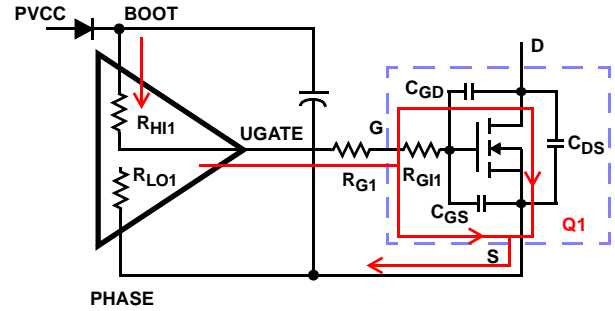 PVCC
BOOT
D
CGD
RHI1
UGATE
G
CDS
RLO1
RG1
RGI1
CGS
Q1
S
PHASE